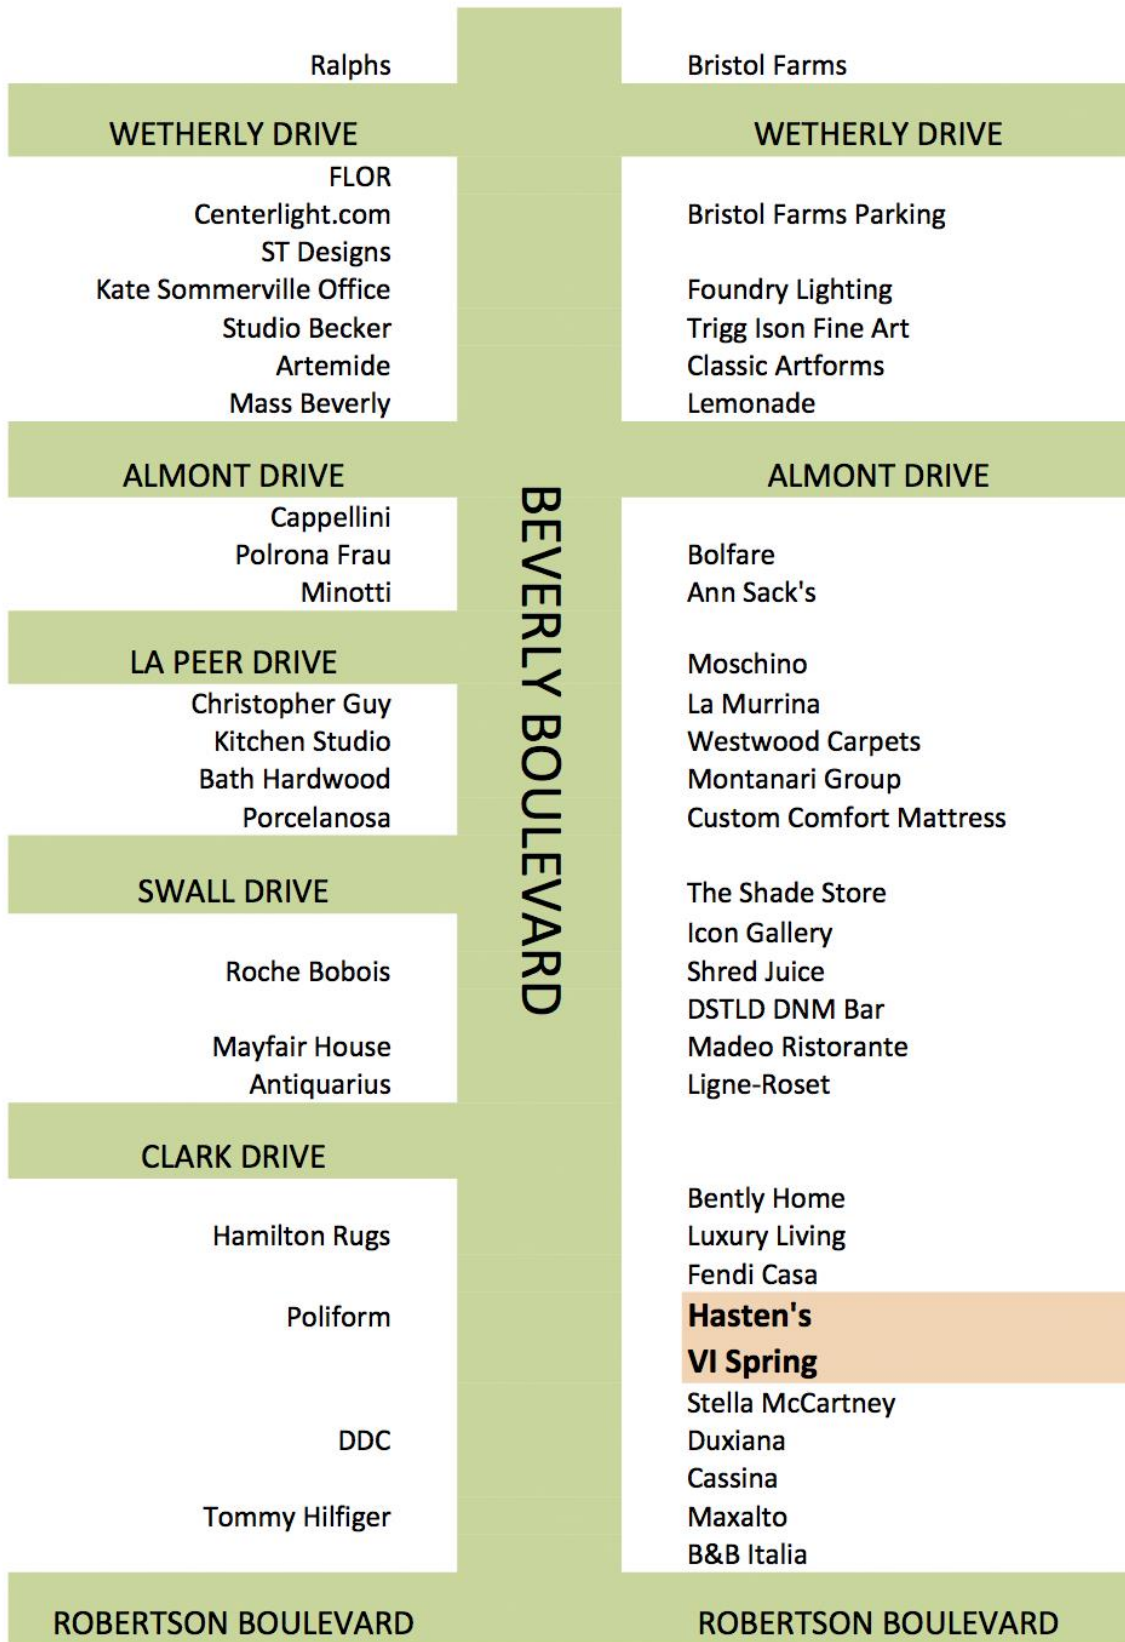 Ralphs Bristol Farms
WETHERLY DRIVE WETHERLY DRIVE
FLOR
Centerlight.com Bristol Farms Parking
ST Designs
Kate Sommerville Office Foundry Lighting
Studio Becker Trigg Ison Fine Art
Artemide Classic Artforms
Mass Beverly Lemonade
ALMONT DRIVE ALMONT DRIVE
BEVERLY BOULEVARD
Cappellini
Polrona Frau Bolfare
Minotti Ann Sack's
LA PEER DRIVE Moschino
Christopher Guy La Murrina
Kitchen Studio Westwood Carpets
Bath Hardwood Montanari Group
Porcelanosa Custom Comfort Mattress
SWALL DRIVE The Shade Store
Icon Gallery
Roche Bobois Shred Juice
DSTLD DNM Bar
Mayfair House Madeo Ristorante
Antiquarius Ligne-Roset
CLARK DRIVE
Bently Home
Hamilton Rugs Luxury Living
Fendi Casa
Poliform Hasten's
VI Spring
Stella McCartney
DDC Duxiana
Cassina
Tommy Hilfiger Maxalto
B&B Italia
ROBERTSON BOULEVARD ROBERTSON BOULEVARD